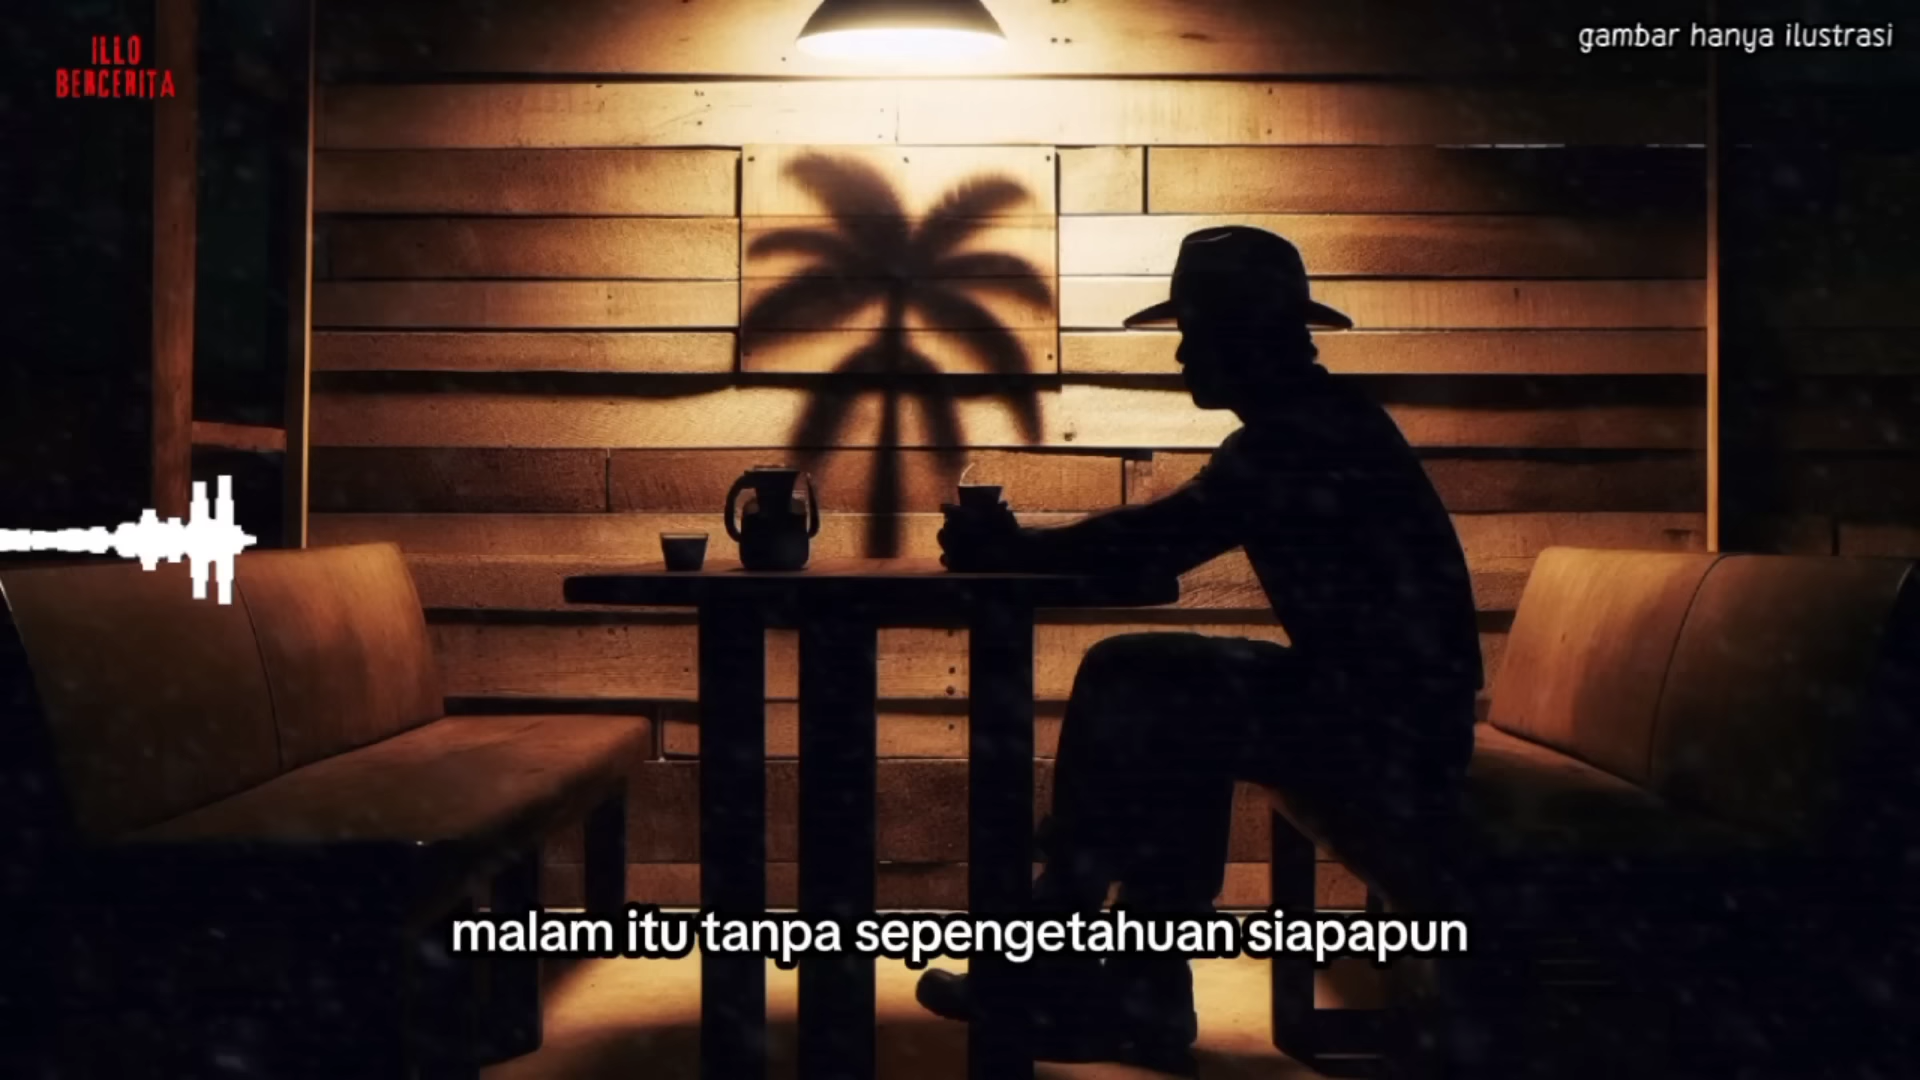 ILLO
BERCERITA
gambar hanya ilustrasi
malam itu tanpa sepengetahuan siapapun